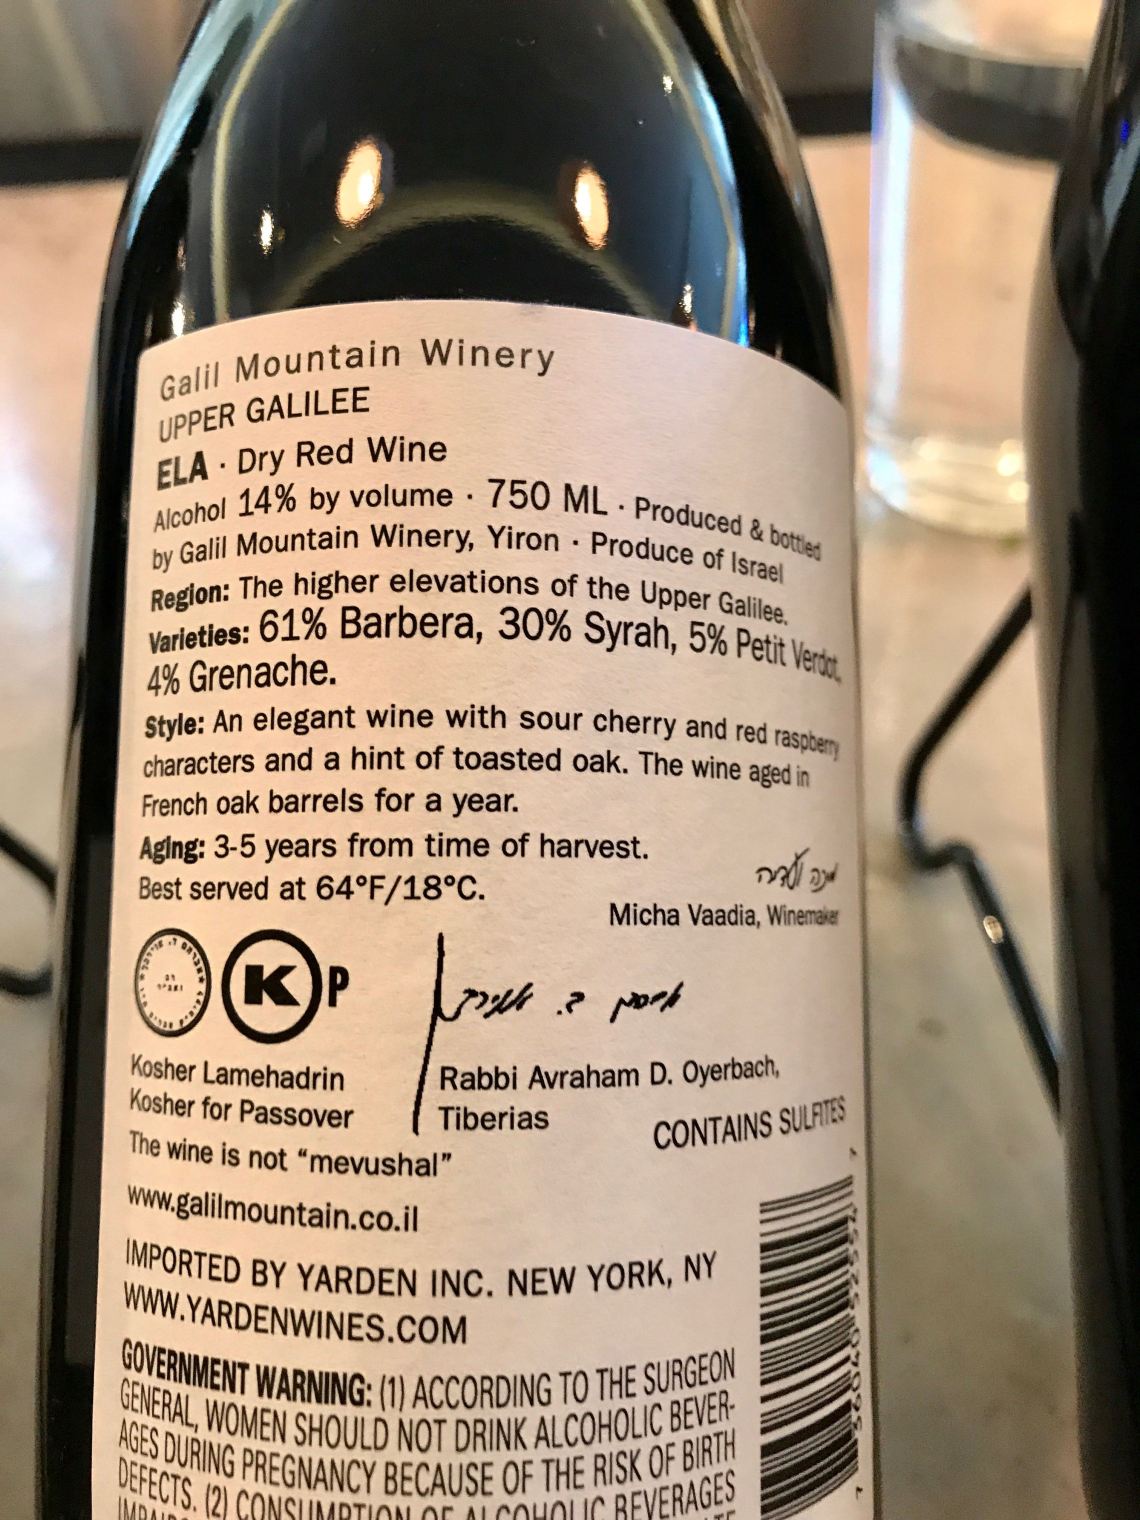 Galil Mountain Winery
UPPER GALILEE
ELA · Dry Red Wine
Alcohol 14% by volume · 750 ML · Produced & bottled
by Galil Mountain Winery, Yiron · Produce of Israel
Region: The higher elevations of the Upper Galilee.
Varieties: 61% Barbera, 30% Syrah, 5% Petit Verdot,
4% Grenache.
Style: An elegant wine with sour cherry and red raspberry
characters and a hint of toasted oak. The wine aged in
French oak barrels for a year.
Aging: 3-5 years from time of harvest.
Best served at 64°F/18°C.
Micha Vaadia, Winemaker
K P
Kosher Lamehadrin
Kosher for Passover
Rabbi Avraham D. Oyerbach,
Tiberias
CONTAINS SULFITES
The wine is not “mevushal”
www.galilmountain.co.il
IMPORTED BY YARDEN INC. NEW YORK, NY
WWW.YARDENWINES.COM
GOVERNMENT WARNING: (1) ACCORDING TO THE SURGEON
GENERAL, WOMEN SHOULD NOT DRINK ALCOHOLIC BEVER-
AGES DURING PREGNANCY BECAUSE OF THE RISK OF BIRTH
DEFECTS. (2) CONSUMPTION OF ALCOHOLIC BEVERAGES